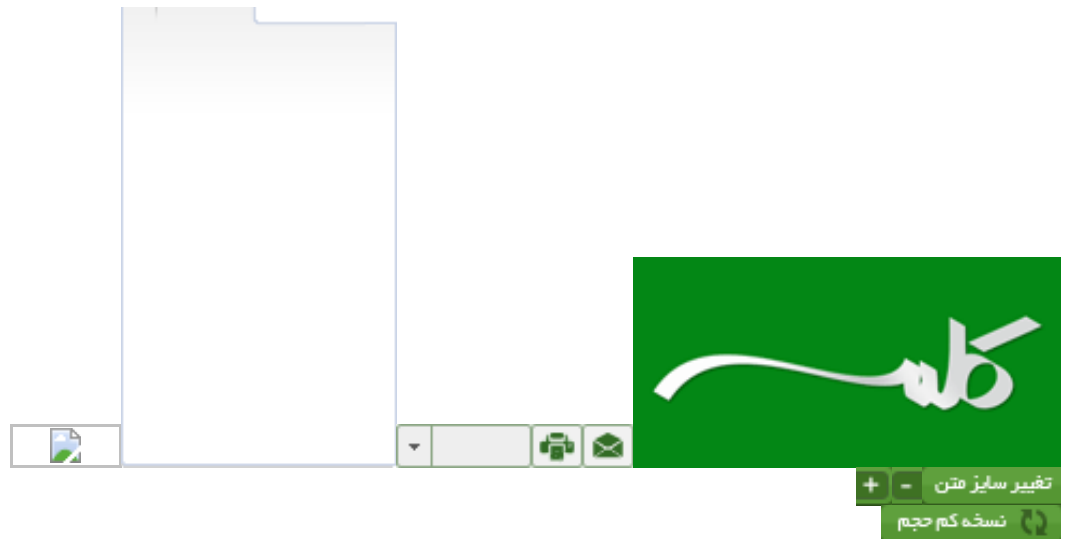 کلمه
تغییر سایز متن - +
نسخه کم حجم